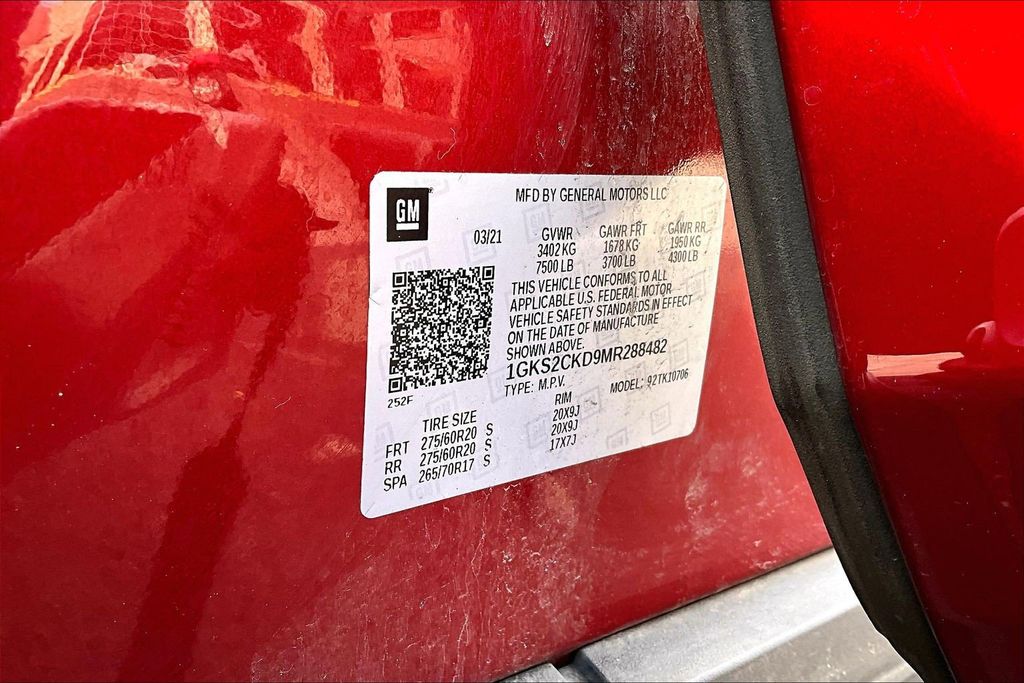 GM
MFD BY GENERAL MOTORS LLC
03/21
GVWR GAWR FRT GAWR RR
3402 KG 1678 KG 1950 KG
7500 LB 3700 LB 4300 LB
THIS VEHICLE CONFORMS TO ALL
APPLICABLE U.S. FEDERAL MOTOR
VEHICLE SAFETY STANDARDS IN EFFECT
ON THE DATE OF MANUFACTURE
SHOWN ABOVE.
1GKS2CKD9MR288482
TYPE: M.P.V. MODEL: 92TK10706
252F
TIRE SIZE RIM
FRT 275/60R20 S 20X9J
RR 275/60R20 S 20X9J
SPA 265/70R17 S 17X7J